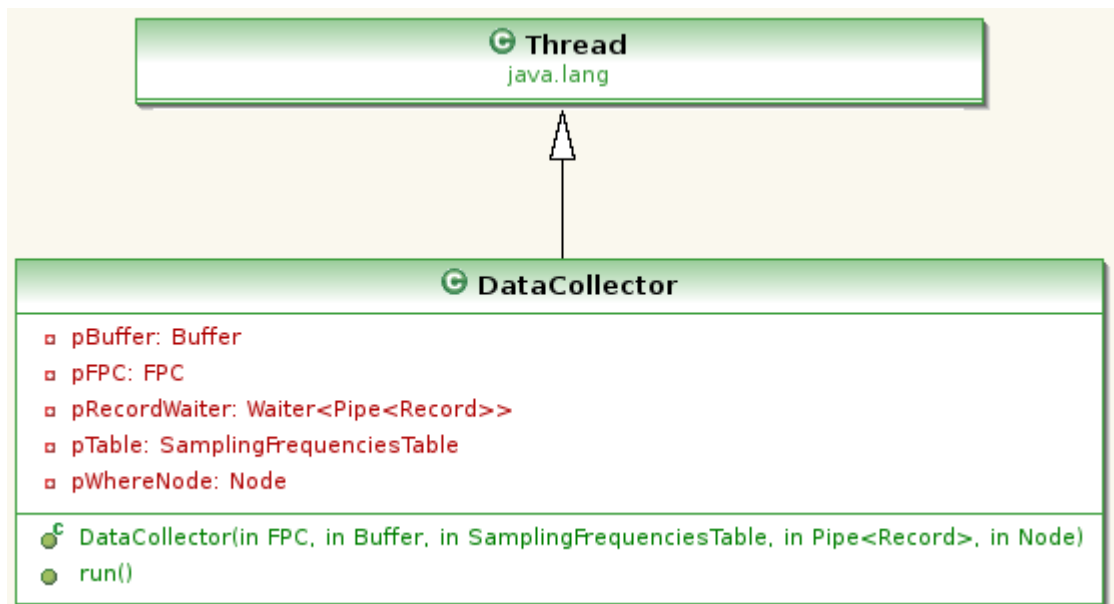 C Thread
java.lang
C DataCollector
pBuffer: Buffer
pFPC: FPC
pRecordWaiter: Waiter<Pipe<Record>>
pTable: SamplingFrequenciesTable
pWhereNode: Node
C DataCollector(in FPC, in Buffer, in SamplingFrequenciesTable, in Pipe<Record>, in Node)
run()